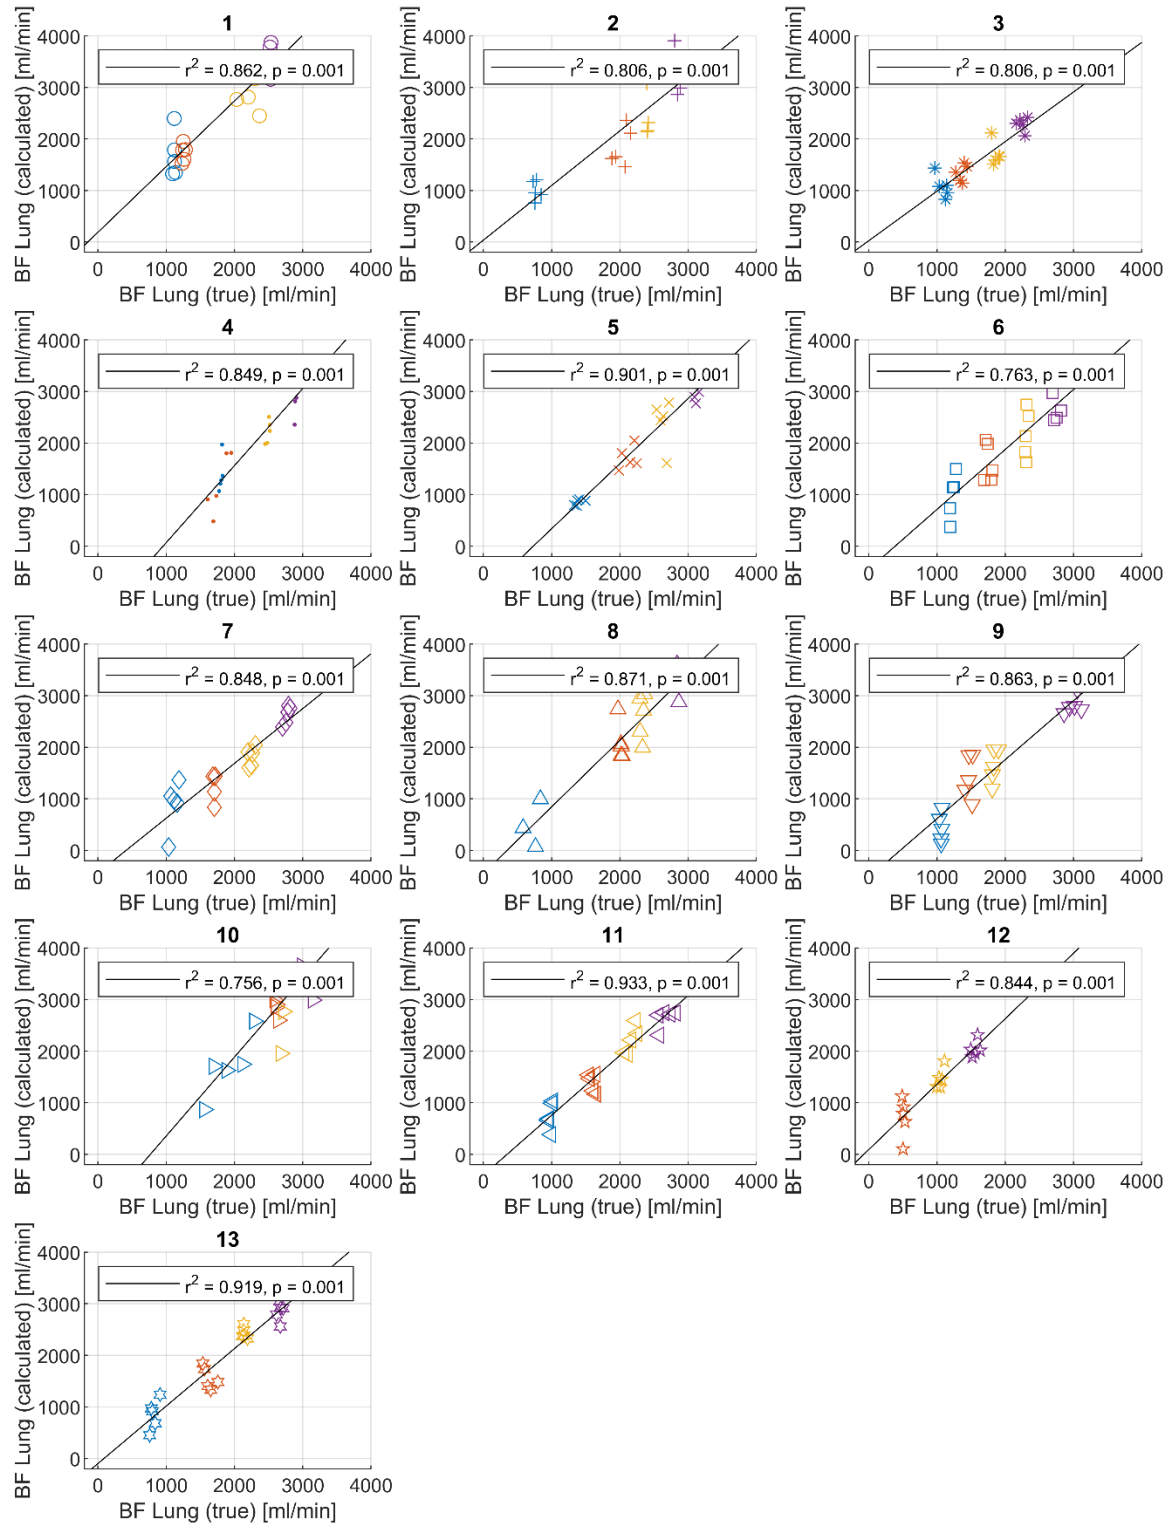 1
BF Lung (calculated) [ml/min]
4000
r² = 0.862, p = 0.001
3000
2000
1000
0
0 1000 2000 3000 4000
BF Lung (true) [ml/min]
2
BF Lung (calculated) [ml/min]
4000
r² = 0.806, p = 0.001
3000
2000
1000
0
0 1000 2000 3000 4000
BF Lung (true) [ml/min]
3
BF Lung (calculated) [ml/min]
4000
r² = 0.806, p = 0.001
3000
2000
1000
0
0 1000 2000 3000 4000
BF Lung (true) [ml/min]
4
BF Lung (calculated) [ml/min]
4000
r² = 0.849, p = 0.001
3000
2000
1000
0
0 1000 2000 3000 4000
BF Lung (true) [ml/min]
5
BF Lung (calculated) [ml/min]
4000
r² = 0.901, p = 0.001
3000
2000
1000
0
0 1000 2000 3000 4000
BF Lung (true) [ml/min]
6
BF Lung (calculated) [ml/min]
4000
r² = 0.763, p = 0.001
3000
2000
1000
0
0 1000 2000 3000 4000
BF Lung (true) [ml/min]
7
BF Lung (calculated) [ml/min]
4000
r² = 0.848, p = 0.001
3000
2000
1000
0
0 1000 2000 3000 4000
BF Lung (true) [ml/min]
8
BF Lung (calculated) [ml/min]
4000
r² = 0.871, p = 0.001
3000
2000
1000
0
0 1000 2000 3000 4000
BF Lung (true) [ml/min]
9
BF Lung (calculated) [ml/min]
4000
r² = 0.863, p = 0.001
3000
2000
1000
0
0 1000 2000 3000 4000
BF Lung (true) [ml/min]
10
BF Lung (calculated) [ml/min]
4000
r² = 0.756, p = 0.001
3000
2000
1000
0
0 1000 2000 3000 4000
BF Lung (true) [ml/min]
11
BF Lung (calculated) [ml/min]
4000
r² = 0.933, p = 0.001
3000
2000
1000
0
0 1000 2000 3000 4000
BF Lung (true) [ml/min]
12
BF Lung (calculated) [ml/min]
4000
r² = 0.844, p = 0.001
3000
2000
1000
0
0 1000 2000 3000 4000
BF Lung (true) [ml/min]
13
BF Lung (calculated) [ml/min]
4000
r² = 0.919, p = 0.001
3000
2000
1000
0
0 1000 2000 3000 4000
BF Lung (true) [ml/min]